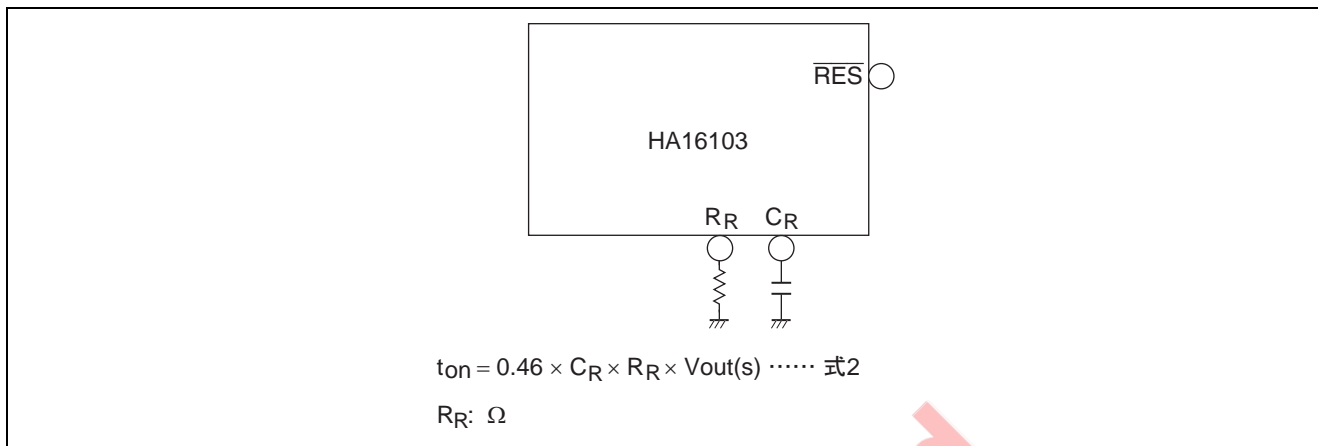 RES
HA16103
RR CR
ton = 0.46 × CR × RR × Vout(s) ⋯⋯ 式2
RR: Ω